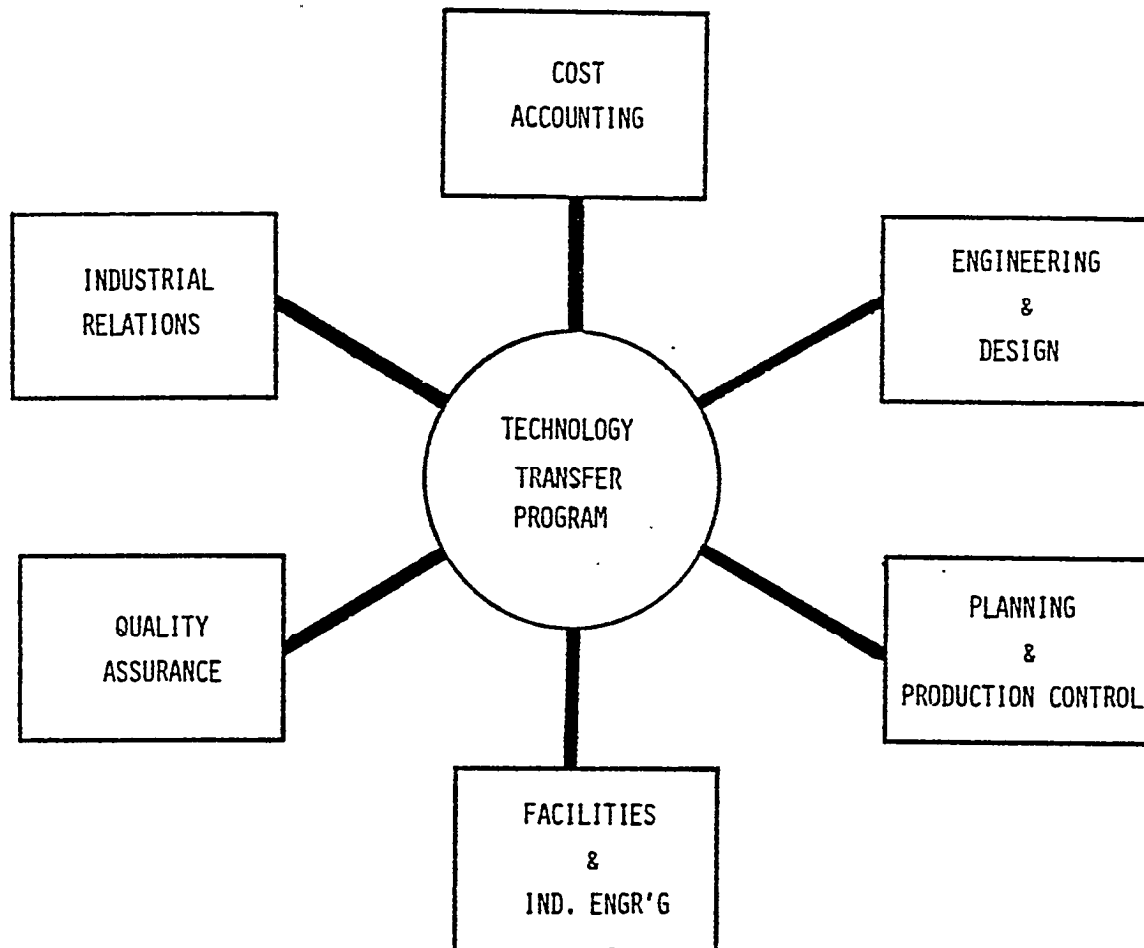 COST
ACCOUNTING
INDUSTRIAL
RELATIONS
ENGINEERING
&
DESIGN
TECHNOLOGY
TRANSFER
PROGRAM
QUALITY
ASSURANCE
PLANNING
&
PRODUCTION CONTROL
FACILITIES
&
IND. ENGR'G